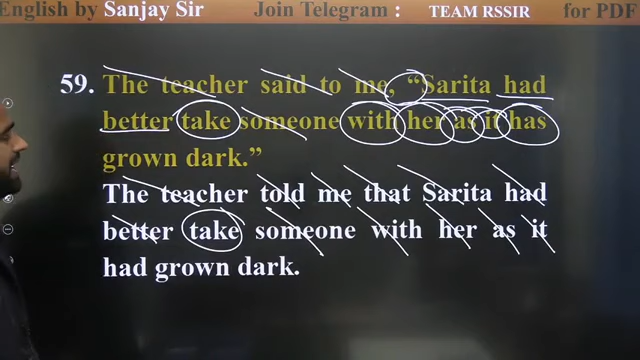 English by Sanjay Sir Join Telegram : TEAM RSSIR for PDF
59. The teacher said to me, “Sarita had
better take someone with her as it has
grown dark.”
The teacher told me that Sarita had
better take someone with her as it
had grown dark.